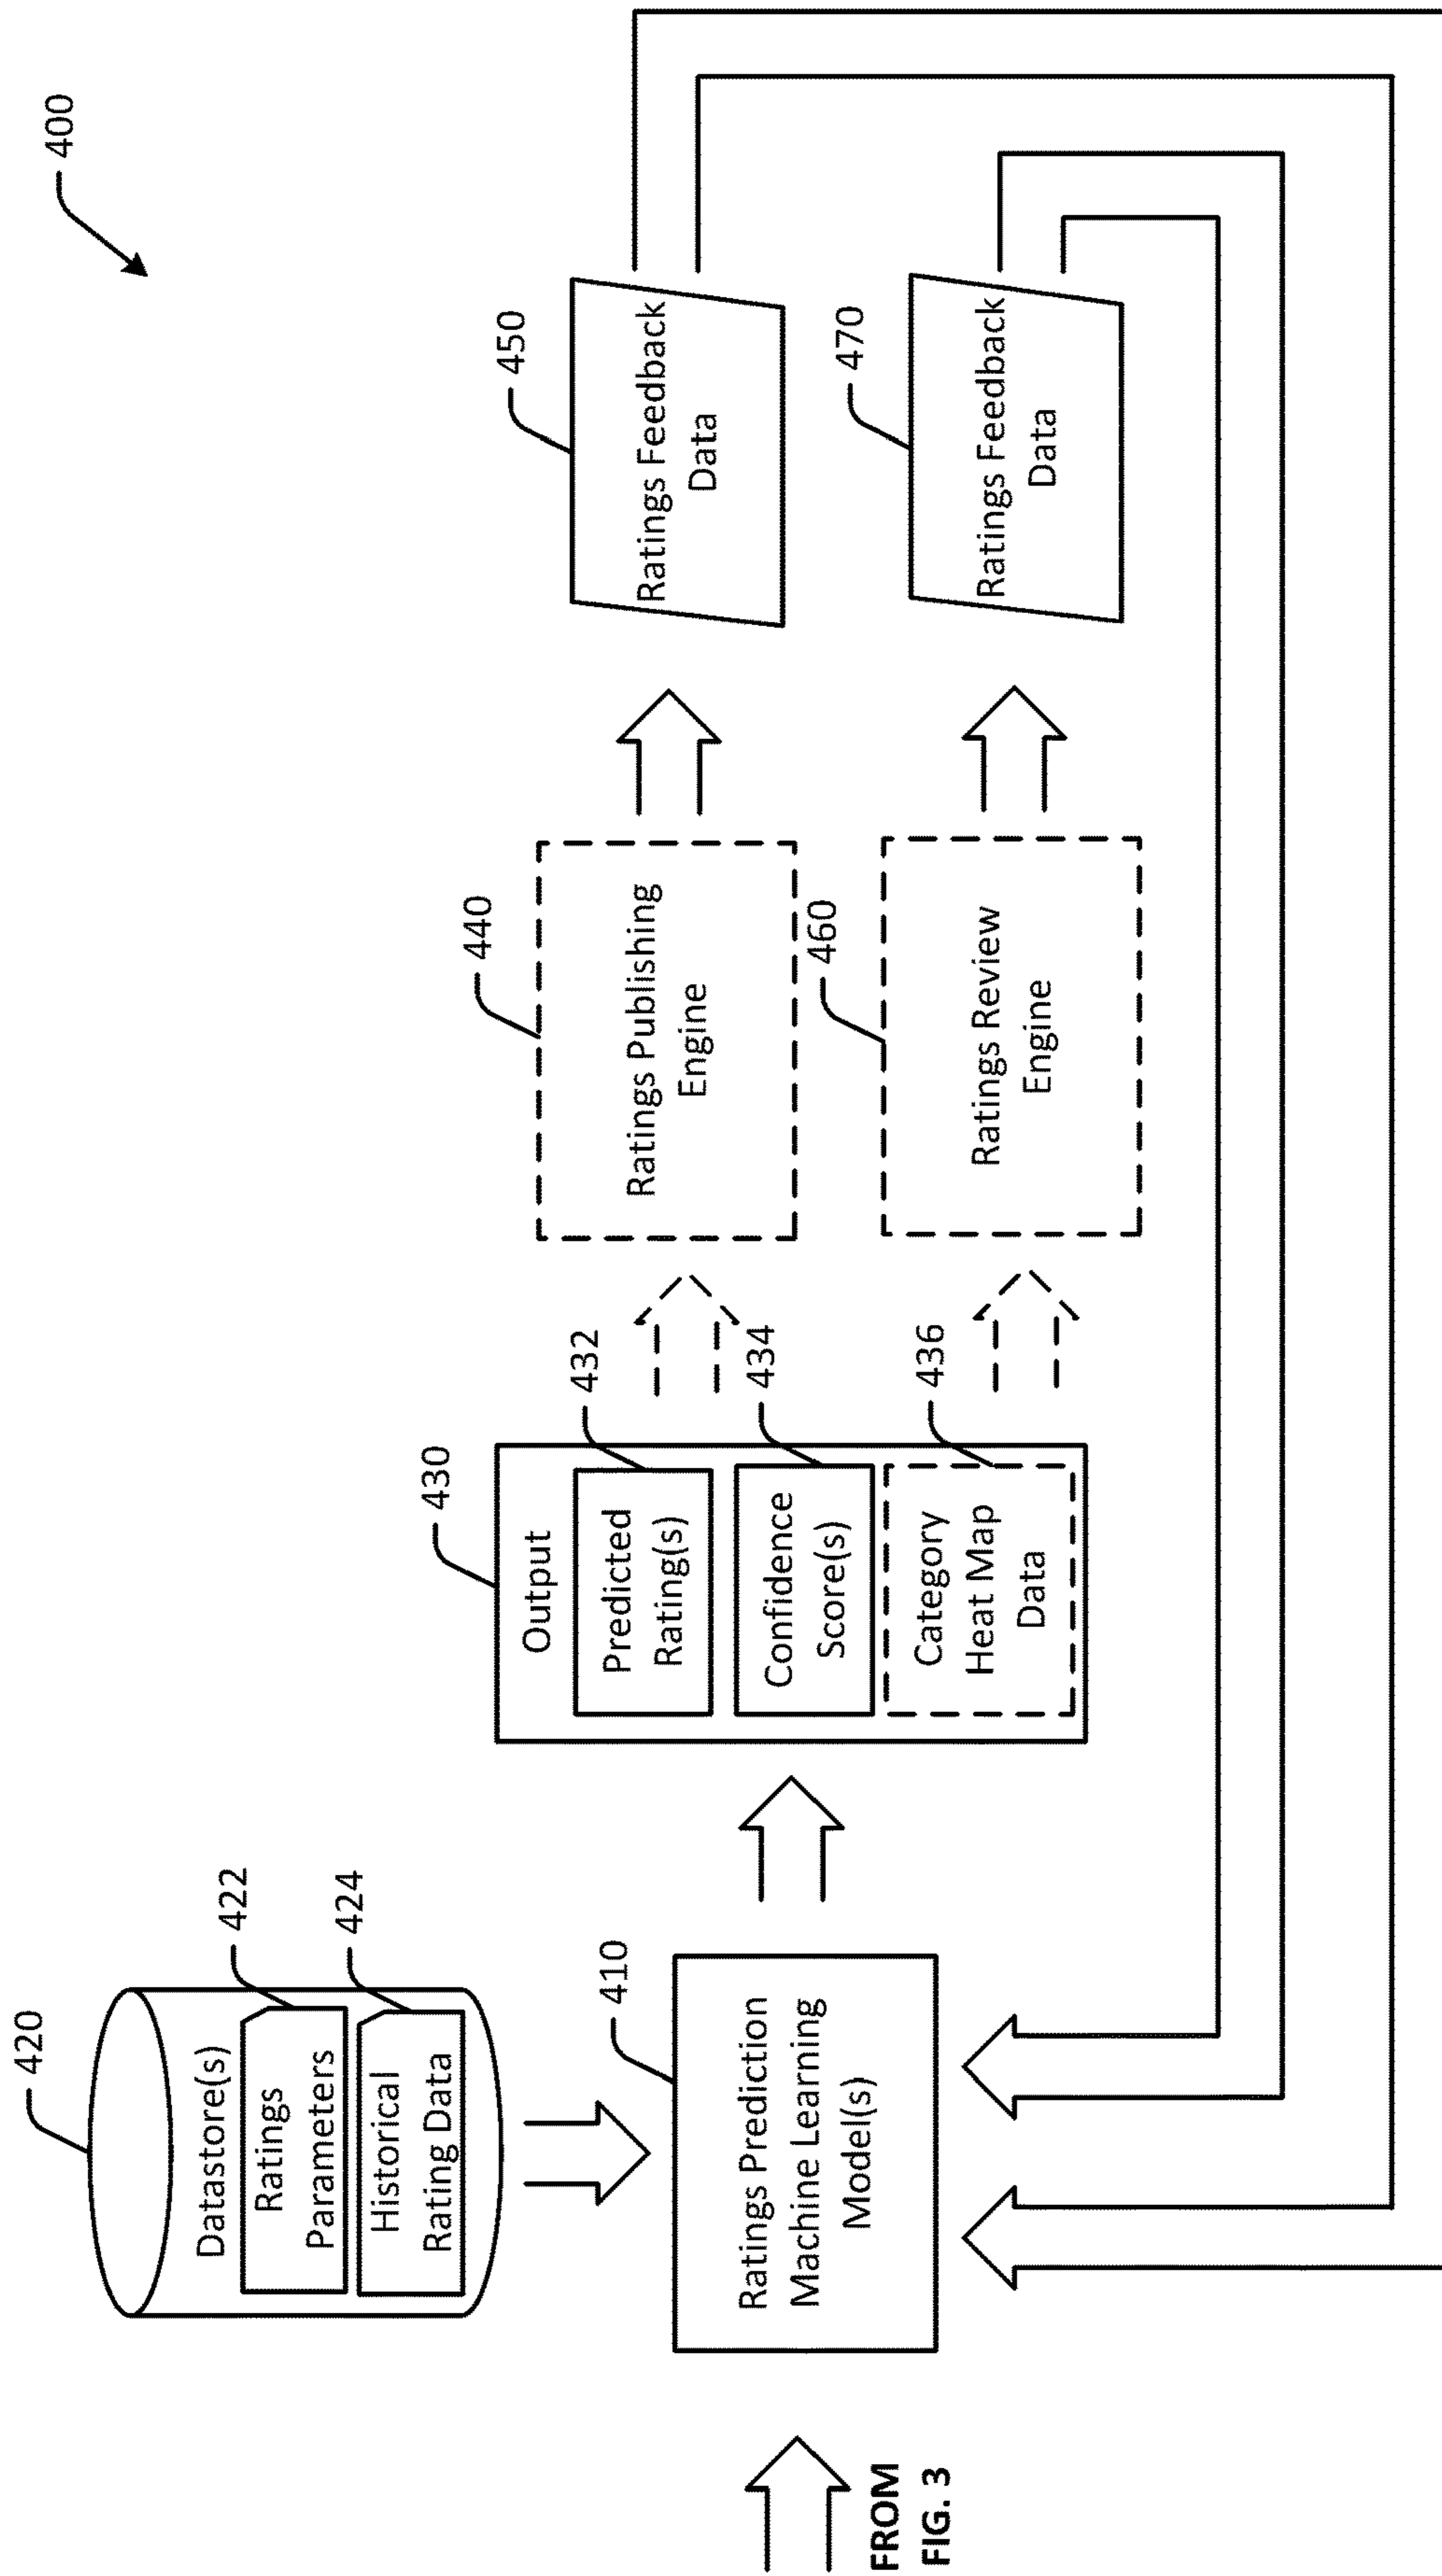 400
420
Datastore(s)
422
Ratings
Parameters
424
Historical
Rating Data
FROM
FIG. 3
410
Ratings Prediction
Machine Learning
Model(s)
430
Output
432
Predicted
Rating(s)
434
Confidence
Score(s)
436
Category
Heat Map
Data
440
Ratings Publishing
Engine
450
Ratings Feedback
Data
460
Ratings Review
Engine
470
Ratings Feedback
Data